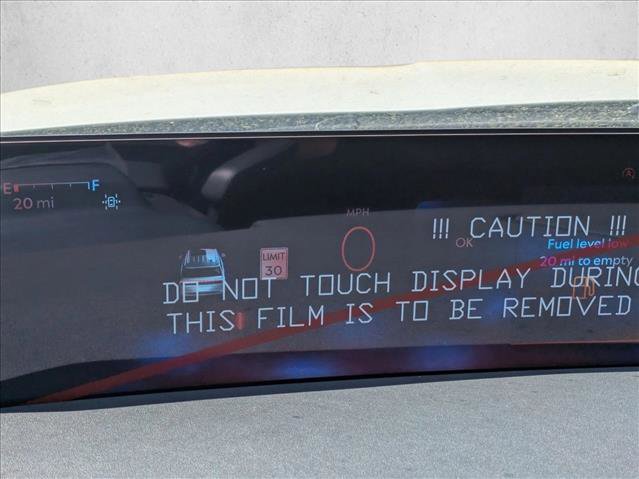 E F
20 mi
MPH
0
LIMIT
30
!!! CAUTION !!!
OK
Fuel level low
20 mi to empty
DO NOT TOUCH DISPLAY DURING
THIS FILM IS TO BE REMOVED